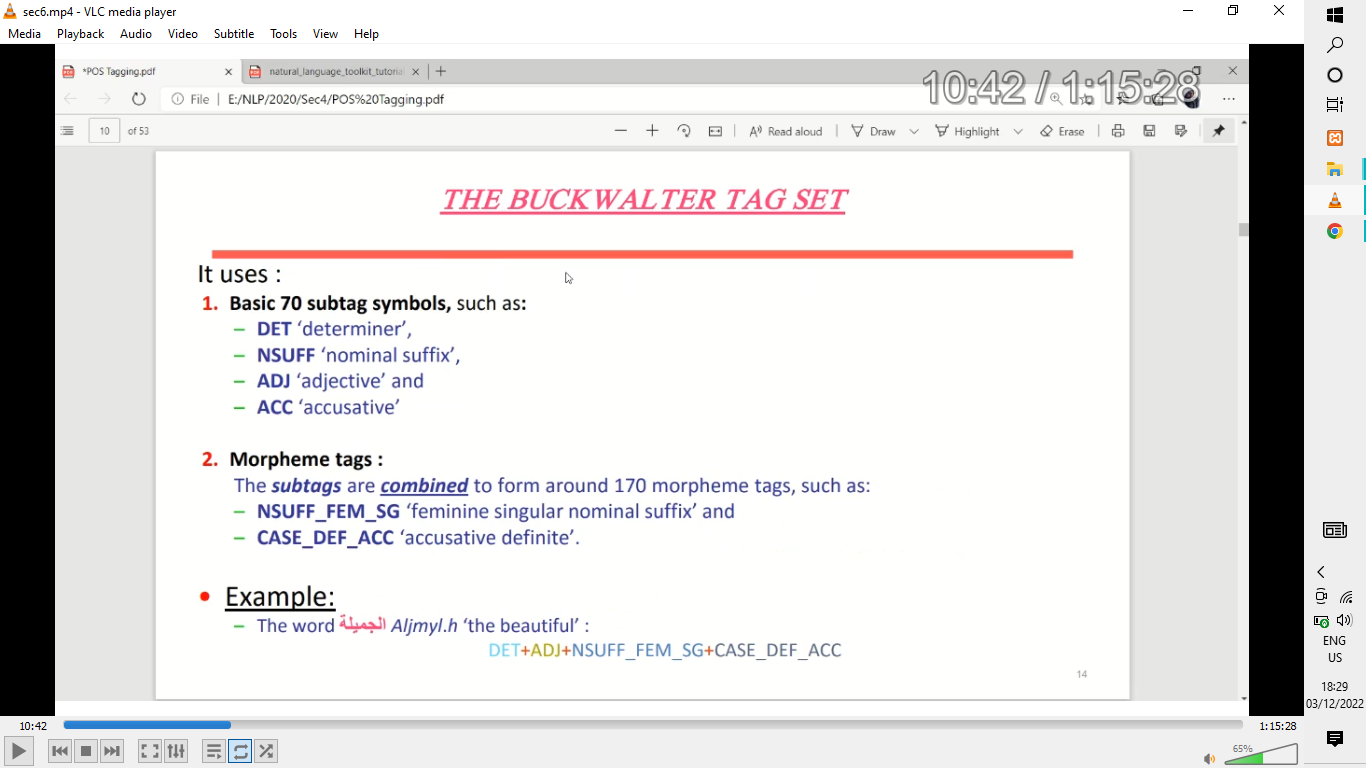 sec6.mp4 - VLC media player
Media Playback Audio Video Subtitle Tools View Help
*POS Tagging.pdf
natural_language_toolkit_tutoria
10:42 / 1:15:28
File | E:/NLP/2020/Sec4/POS%20Tagging.pdf
10 of 53
Read aloud
Draw
Highlight
Erase
THE BUCKWALTER TAG SET
It uses :
1. Basic 70 subtag symbols, such as:
– DET ‘determiner’,
– NSUFF ‘nominal suffix’,
– ADJ ‘adjective’ and
– ACC ‘accusative’
2. Morpheme tags :
The subtags are combined to form around 170 morpheme tags, such as:
– NSUFF_FEM_SG ‘feminine singular nominal suffix’ and
– CASE_DEF_ACC ‘accusative definite’.
• Example:
– The word الجميلة Aljmyl.h ‘the beautiful’ :
DET+ADJ+NSUFF_FEM_SG+CASE_DEF_ACC
14
10:42
1:15:28
65%
ENG
US
18:29
03/12/2022